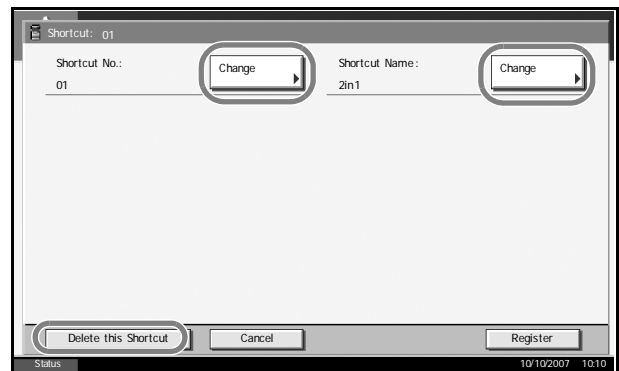 Shortcut: 01
Shortcut No.: Change Shortcut Name: Change
01 2in1
Delete this Shortcut Cancel Register
Status 10/10/2007 10:10